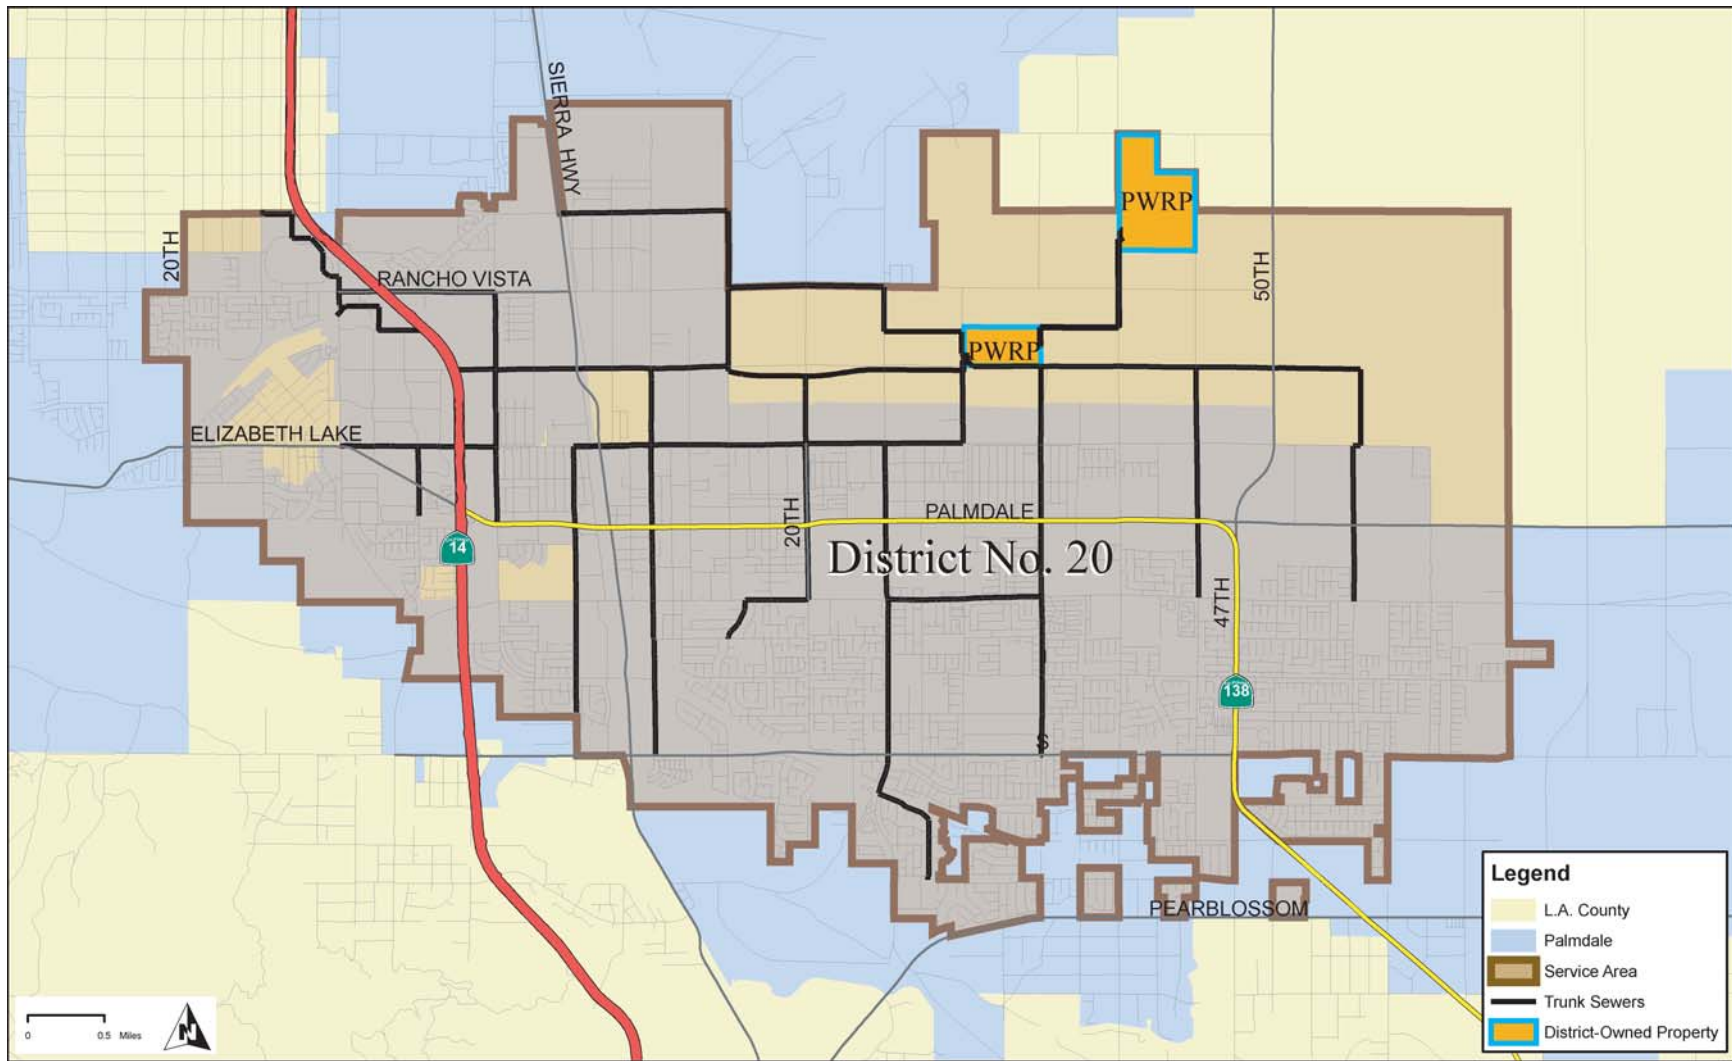 SIERRA HWY
PWRP
20TH
RANCHO VISTA
50TH
PWRP
ELIZABETH LAKE
20TH
PALMDALE
14
District No. 20
47TH
138
S
PEARBLOSSOM
Legend
L.A. County
Palmdale
Service Area
Trunk Sewers
District-Owned Property
0 0.5 Miles
N